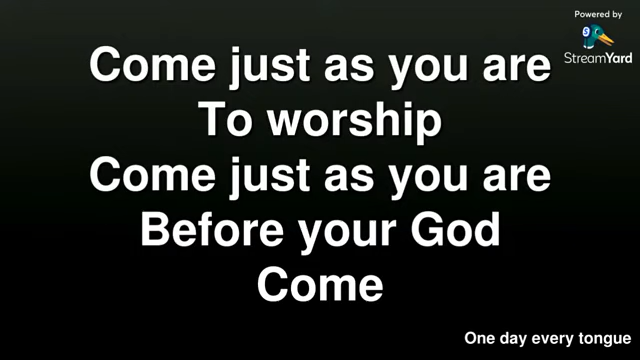 Powered by
StreamYard
Come just as you are
To worship
Come just as you are
Before your God
Come
One day every tongue